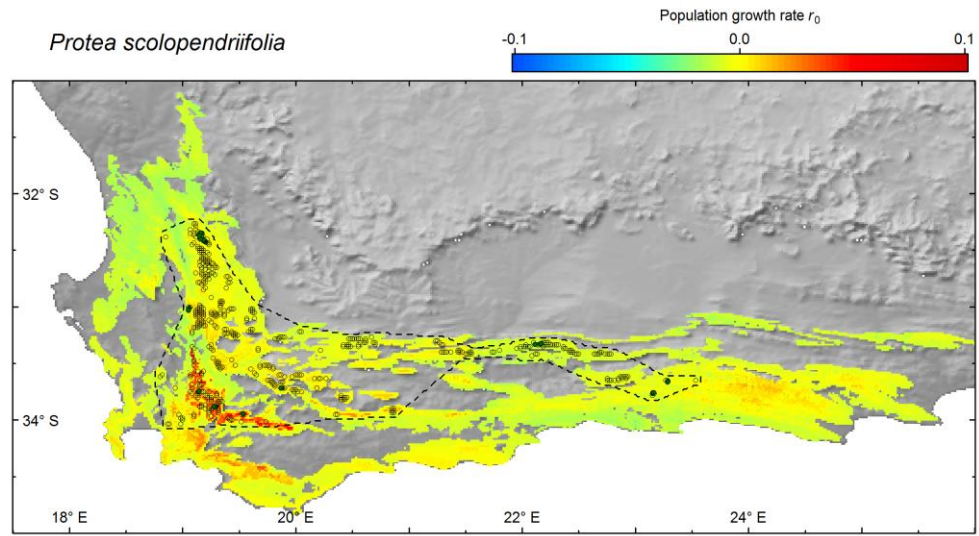 Population growth rate r₀
Protea scolopendriifolia
-0.1 0.0 0.1
32° S
34° S
18° E 20° E 22° E 24° E